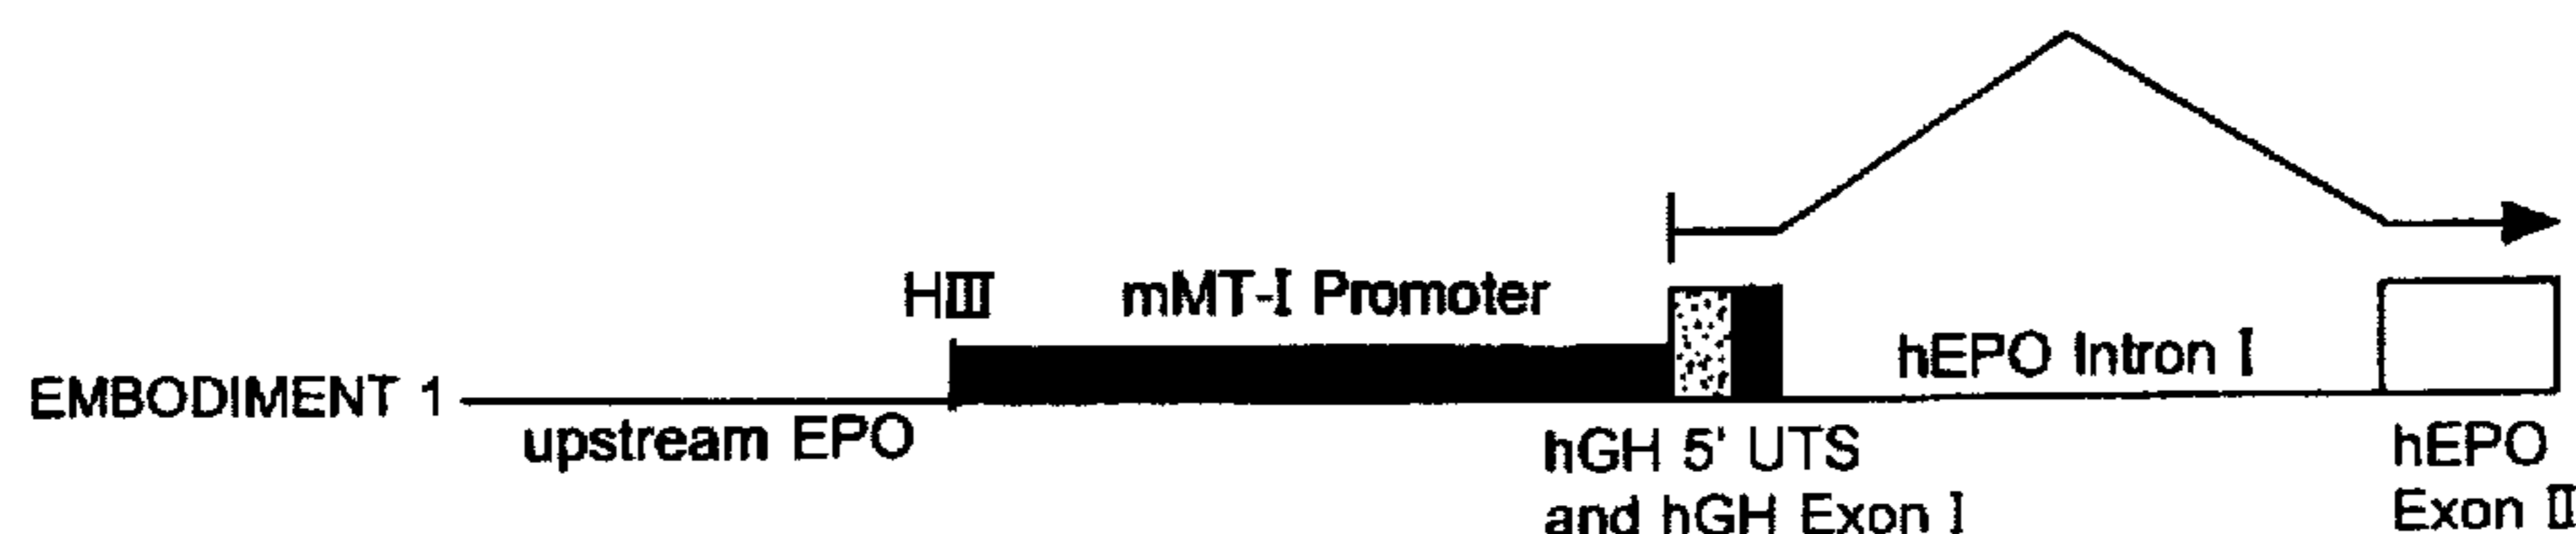 HⅢ
mMT-I Promoter
hEPO Intron I
EMBODIMENT 1
upstream EPO
hGH 5' UTS
and hGH Exon I
hEPO
Exon II